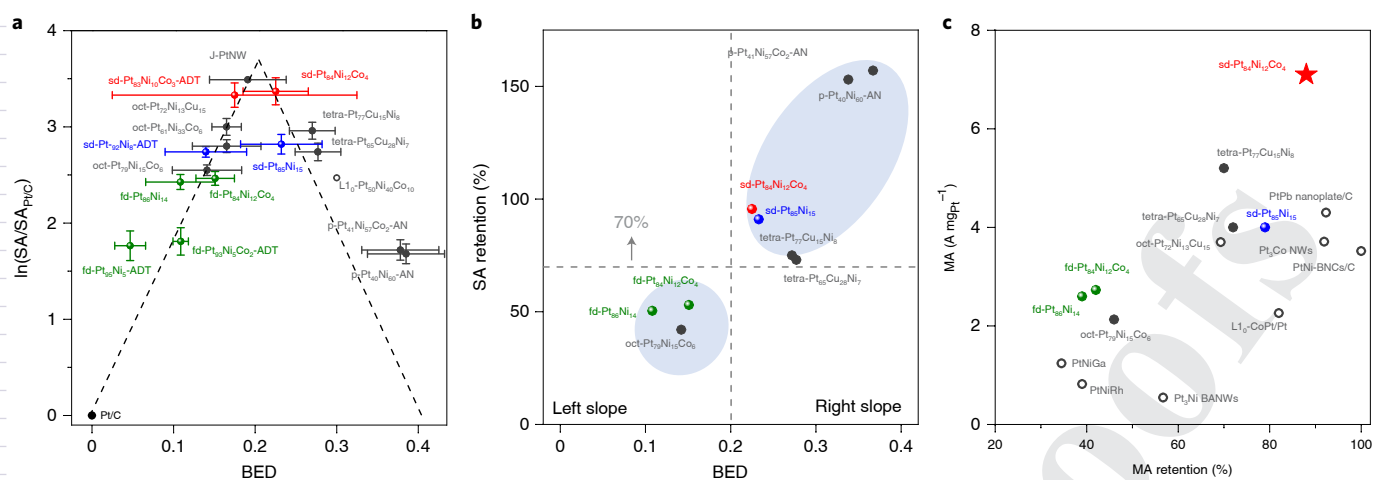 a
ln(SA/SA_Pt/C)
4
3
2
1
0
0
0.1
0.2
0.3
0.4
BED
J-PtNW
sd-Pt₈₃Ni₁₀Co₃-ADT
sd-Pt₈₄Ni₁₂Co₄
oct-Pt₇₂Ni₁₃Cu₁₅
tetra-Pt₇₇Cu₁₅Ni₈
oct-Pt₆₁Ni₃₃Co₆
sd-Pt-₉₂Ni₈-ADT
tetra-Pt₆₅Cu₂₈Ni₇
oct-Pt₇₉Ni₁₅Co₆
sd-Pt₈₅Ni₁₅
fd-Pt₈₆Ni₁₄
fd-Pt₈₄Ni₁₂Co₄
L1₀-Pt₅₀Ni₄₀Co₁₀
p-Pt₄₁Ni₅₇Co₂-AN
fd-Pt₉₃Ni₅Co₂-ADT
fd-Pt₉₅Ni₅-ADT
p-Pt₄₀Ni₆₀-AN
Pt/C
b
SA retention (%)
150
100
50
0
0
0.1
0.2
0.3
0.4
BED
p-Pt₄₁Ni₅₇Co₂-AN
p-Pt₄₀Ni₆₀-AN
sd-Pt₈₄Ni₁₂Co₄
sd-Pt₈₅Ni₁₅
70%
tetra-Pt₇₇Cu₁₅Ni₈
tetra-Pt₆₅Cu₂₈Ni₇
fd-Pt₈₄Ni₁₂Co₄
fd-Pt₈₆Ni₁₄
oct-Pt₇₉Ni₁₅Co₆
Left slope
Right slope
c
MA (A mg_Pt⁻¹)
8
6
4
2
0
20
40
60
80
100
MA retention (%)
sd-Pt₈₄Ni₁₂Co₄
tetra-Pt₇₇Cu₁₅Ni₈
PtPb nanoplate/C
tetra-Pt₆₅Cu₂₈Ni₇
sd-Pt₈₅Ni₁₅
oct-Pt₇₂Ni₁₃Cu₁₅
Pt₃Co NWs
PtNi-BNCs/C
fd-Pt₈₄Ni₁₂Co₄
fd-Pt₈₆Ni₁₄
oct-Pt₇₉Ni₁₅Co₆
L1₀-CoPt/Pt
PtNiGa
PtNiRh
Pt₃Ni BANWs
oofs